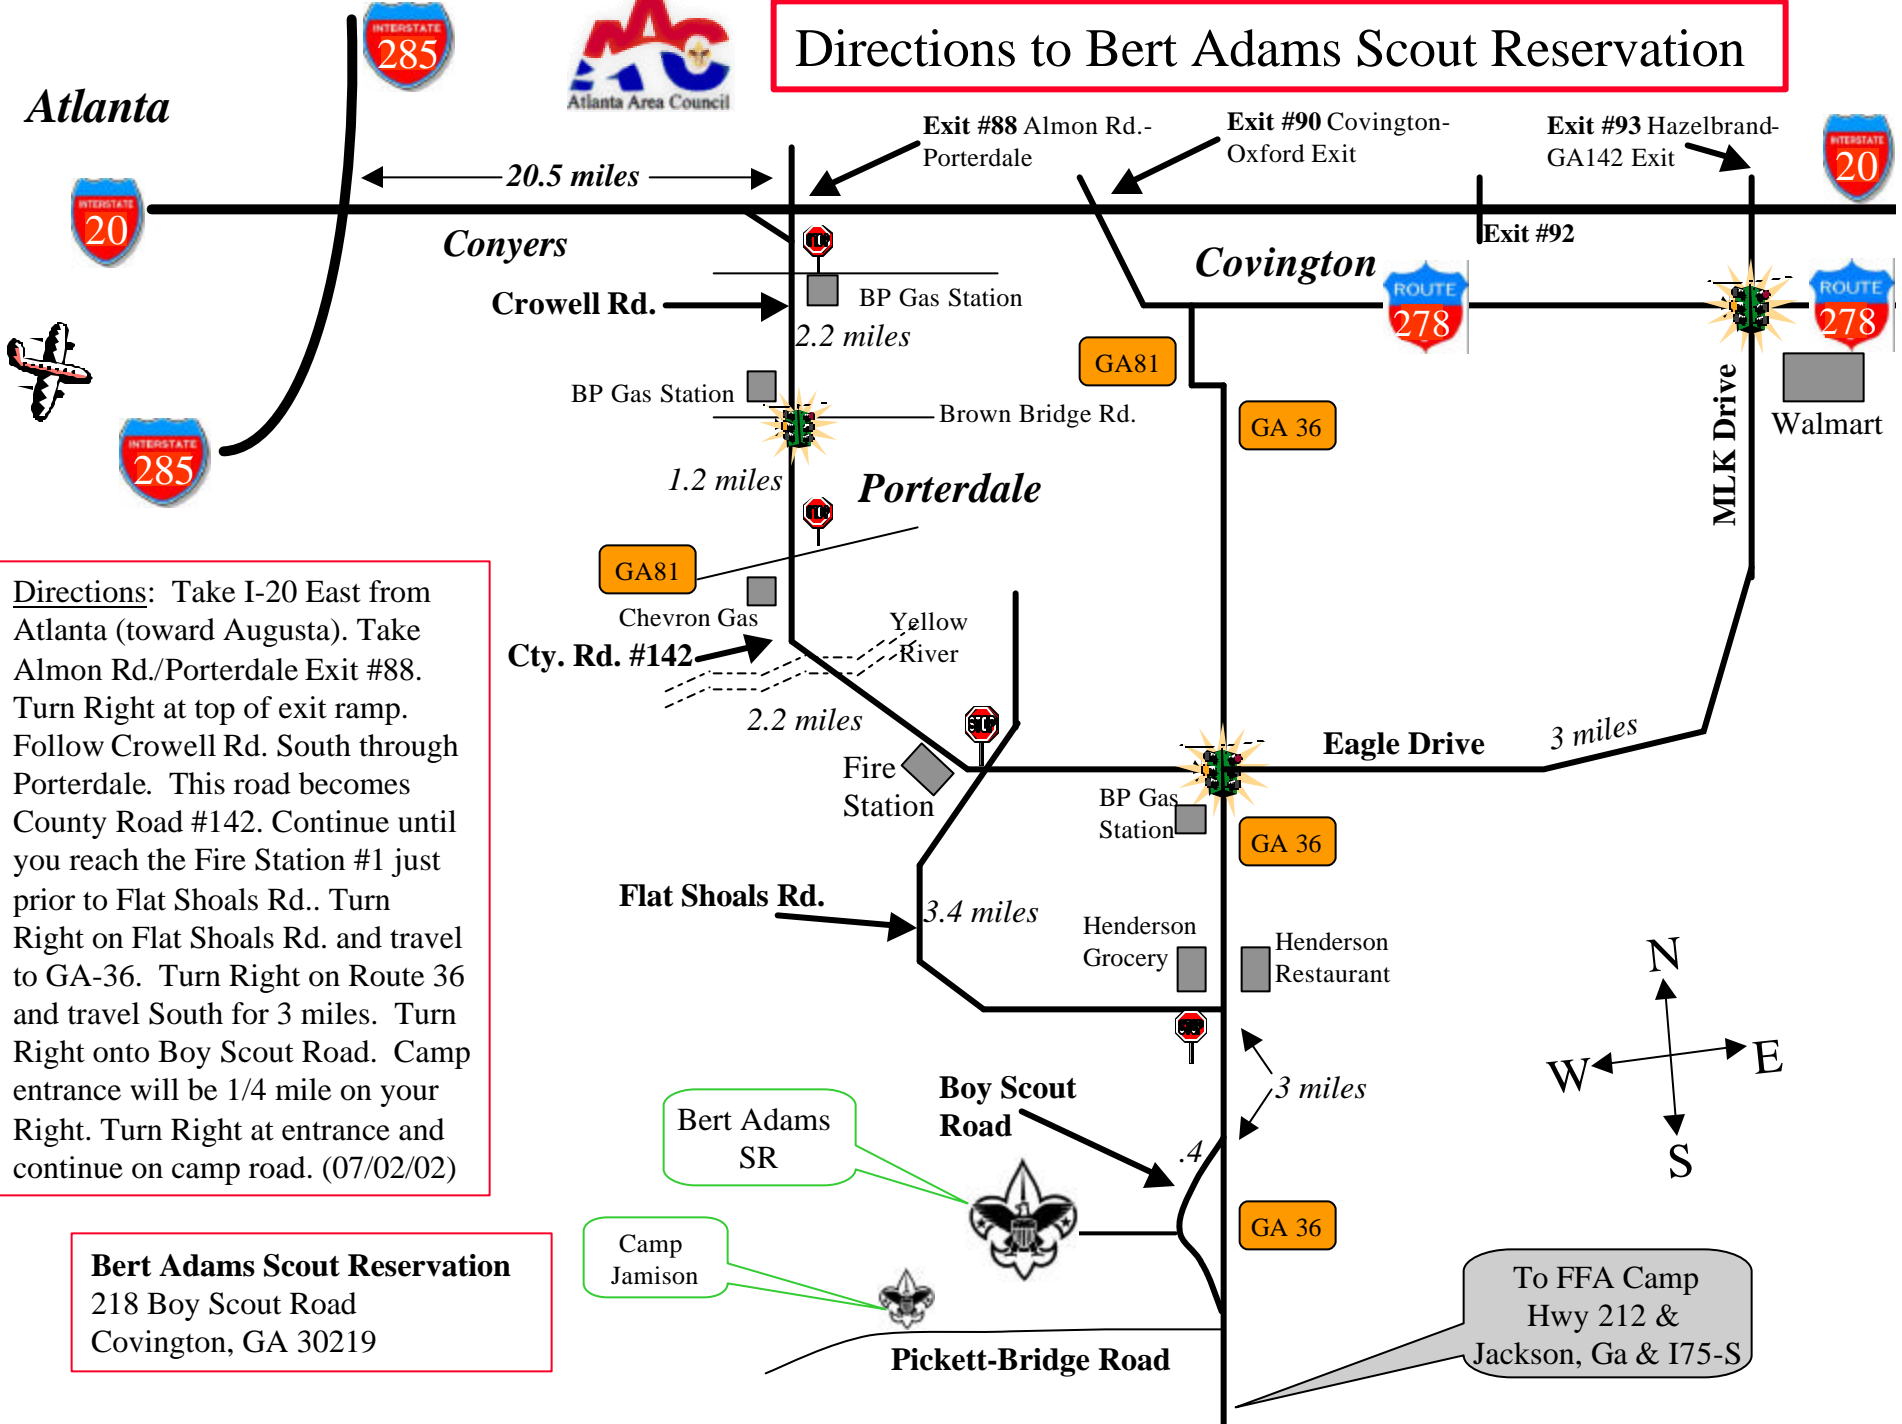 INTERSTATE
285
Atlanta Area Council
Directions to Bert Adams Scout Reservation
Atlanta
Exit #88 Almon Rd.-
Porterdale
Exit #90 Covington-
Oxford Exit
Exit #93 Hazelbrand-
GA142 Exit
INTERSTATE
20
20.5 miles
INTERSTATE
20
Conyers
STOP
Exit #92
Covington
Crowell Rd.
BP Gas Station
ROUTE
278
ROUTE
278
2.2 miles
GA81
BP Gas Station
Brown Bridge Rd.
GA 36
MLK Drive
Walmart
INTERSTATE
285
1.2 miles
Porterdale
STOP
GA81
Chevron Gas
Yellow
River
Cty. Rd. #142
2.2 miles
STOP
Fire
Station
Eagle Drive
3 miles
BP Gas
Station
GA 36
Flat Shoals Rd.
3.4 miles
Henderson
Grocery
Henderson
Restaurant
STOP
N
W
E
S
3 miles
Boy Scout
Road
.4
Bert Adams
SR
GA 36
Camp
Jamison
Pickett-Bridge Road
To FFA Camp
Hwy 212 &
Jackson, Ga & I75-S
Directions:  Take I-20 East from
Atlanta (toward Augusta). Take
Almon Rd./Porterdale Exit #88.
Turn Right at top of exit ramp.
Follow Crowell Rd. South through
Porterdale.  This road becomes
County Road #142. Continue until
you reach the Fire Station #1 just
prior to Flat Shoals Rd.. Turn
Right on Flat Shoals Rd. and travel
to GA-36.  Turn Right on Route 36
and travel South for 3 miles.  Turn
Right onto Boy Scout Road.  Camp
entrance will be 1/4 mile on your
Right. Turn Right at entrance and
continue on camp road. (07/02/02)
Bert Adams Scout Reservation
218 Boy Scout Road
Covington, GA 30219